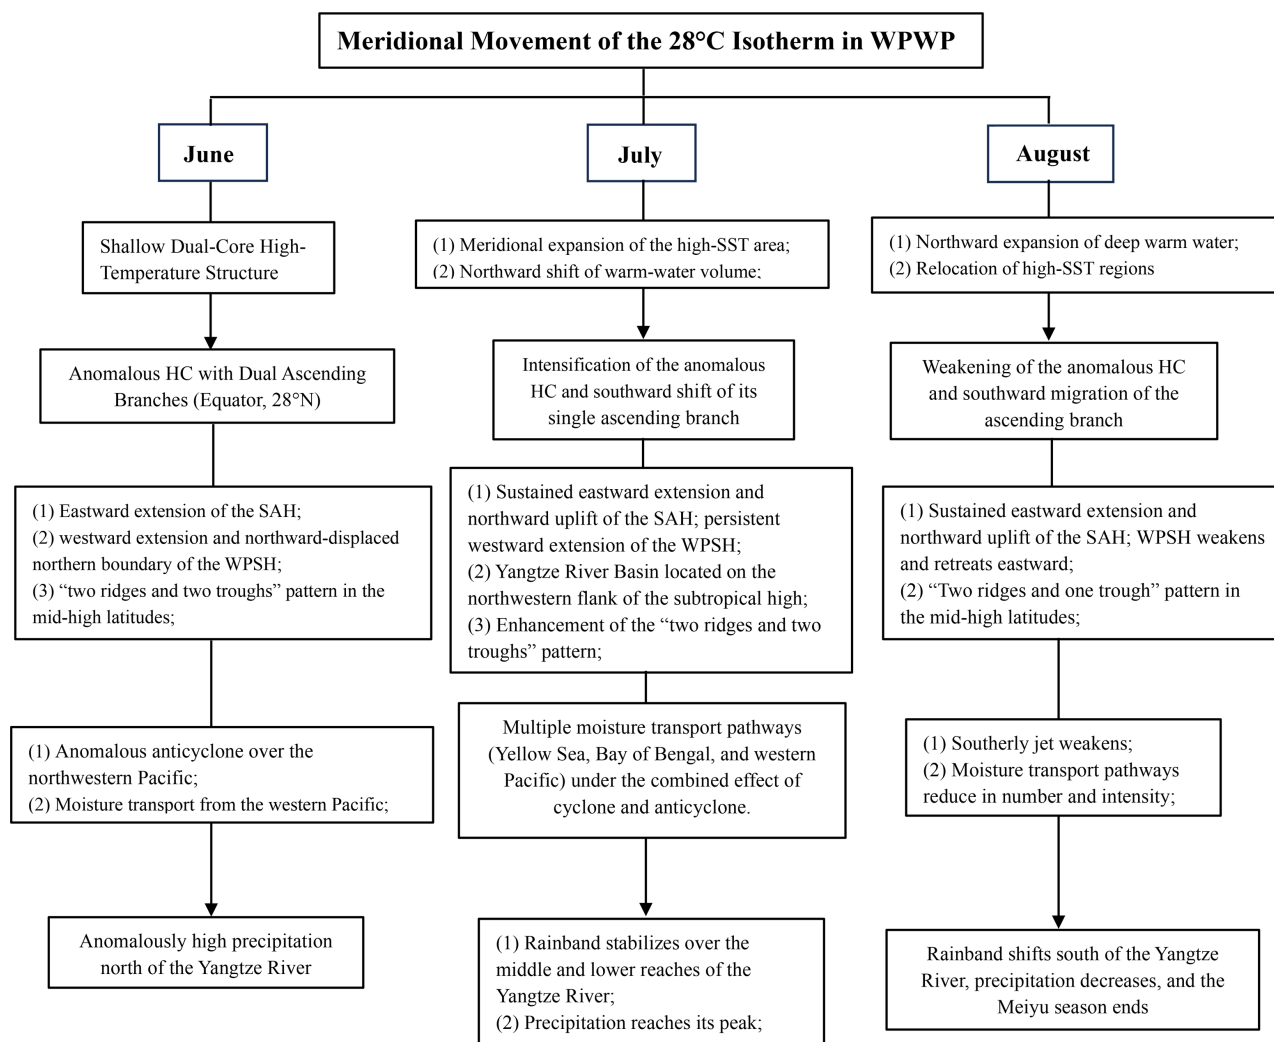 Meridional Movement of the 28°C Isotherm in WPWP
June
Shallow Dual-Core High-
Temperature Structure
Anomalous HC with Dual Ascending
Branches (Equator, 28°N)
(1) Eastward extension of the SAH;
(2) westward extension and northward-displaced
northern boundary of the WPSH;
(3) “two ridges and two troughs” pattern in the
mid-high latitudes;
(1) Anomalous anticyclone over the
northwestern Pacific;
(2) Moisture transport from the western Pacific;
Anomalously high precipitation
north of the Yangtze River
July
(1) Meridional expansion of the high-SST area;
(2) Northward shift of warm-water volume;
Intensification of the anomalous
HC and southward shift of its
single ascending branch
(1) Sustained eastward extension and
northward uplift of the SAH; persistent
westward extension of the WPSH;
(2) Yangtze River Basin located on the
northwestern flank of the subtropical high;
(3) Enhancement of the “two ridges and two
troughs” pattern;
Multiple moisture transport pathways
(Yellow Sea, Bay of Bengal, and western
Pacific) under the combined effect of
cyclone and anticyclone.
(1) Rainband stabilizes over the
middle and lower reaches of the
Yangtze River;
(2) Precipitation reaches its peak;
August
(1) Northward expansion of deep warm water;
(2) Relocation of high-SST regions
Weakening of the anomalous HC
and southward migration of the
ascending branch
(1) Sustained eastward extension and
northward uplift of the SAH; WPSH weakens
and retreats eastward;
(2) “Two ridges and one trough” pattern in
the mid-high latitudes;
(1) Southerly jet weakens;
(2) Moisture transport pathways
reduce in number and intensity;
Rainband shifts south of the Yangtze
River, precipitation decreases, and the
Meiyu season ends